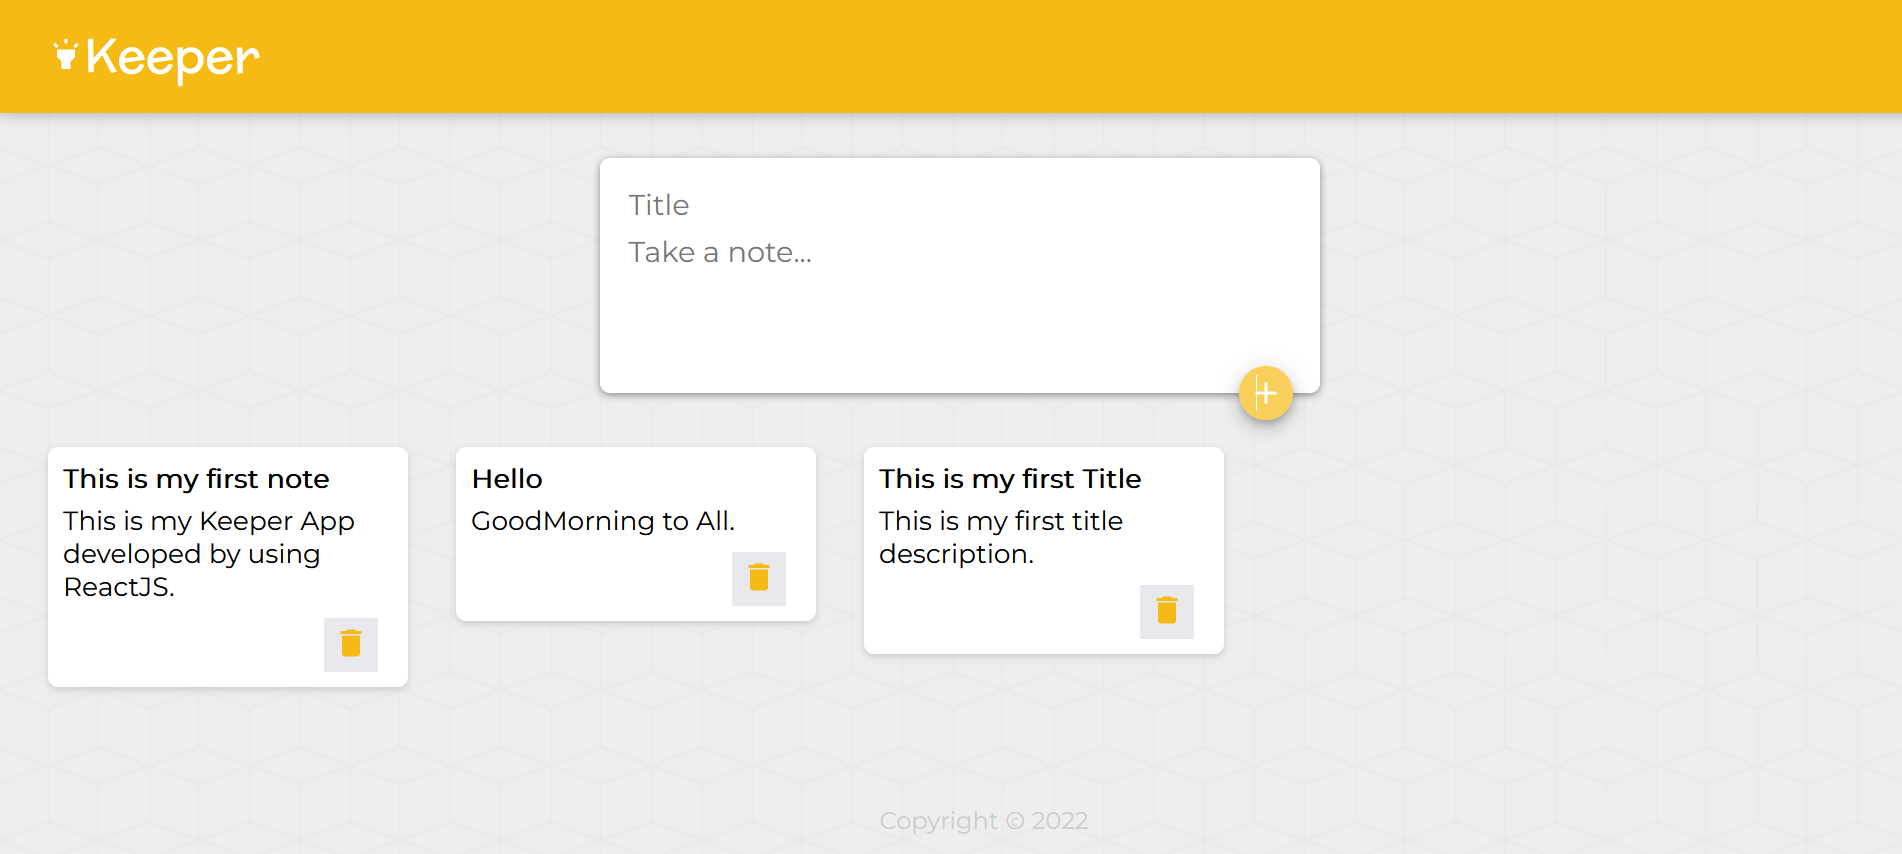 Keeper
Title
Take a note...
This is my first note
This is my Keeper App
developed by using
ReactJS.
Hello
GoodMorning to All.
This is my first Title
This is my first title
description.
Copyright © 2022